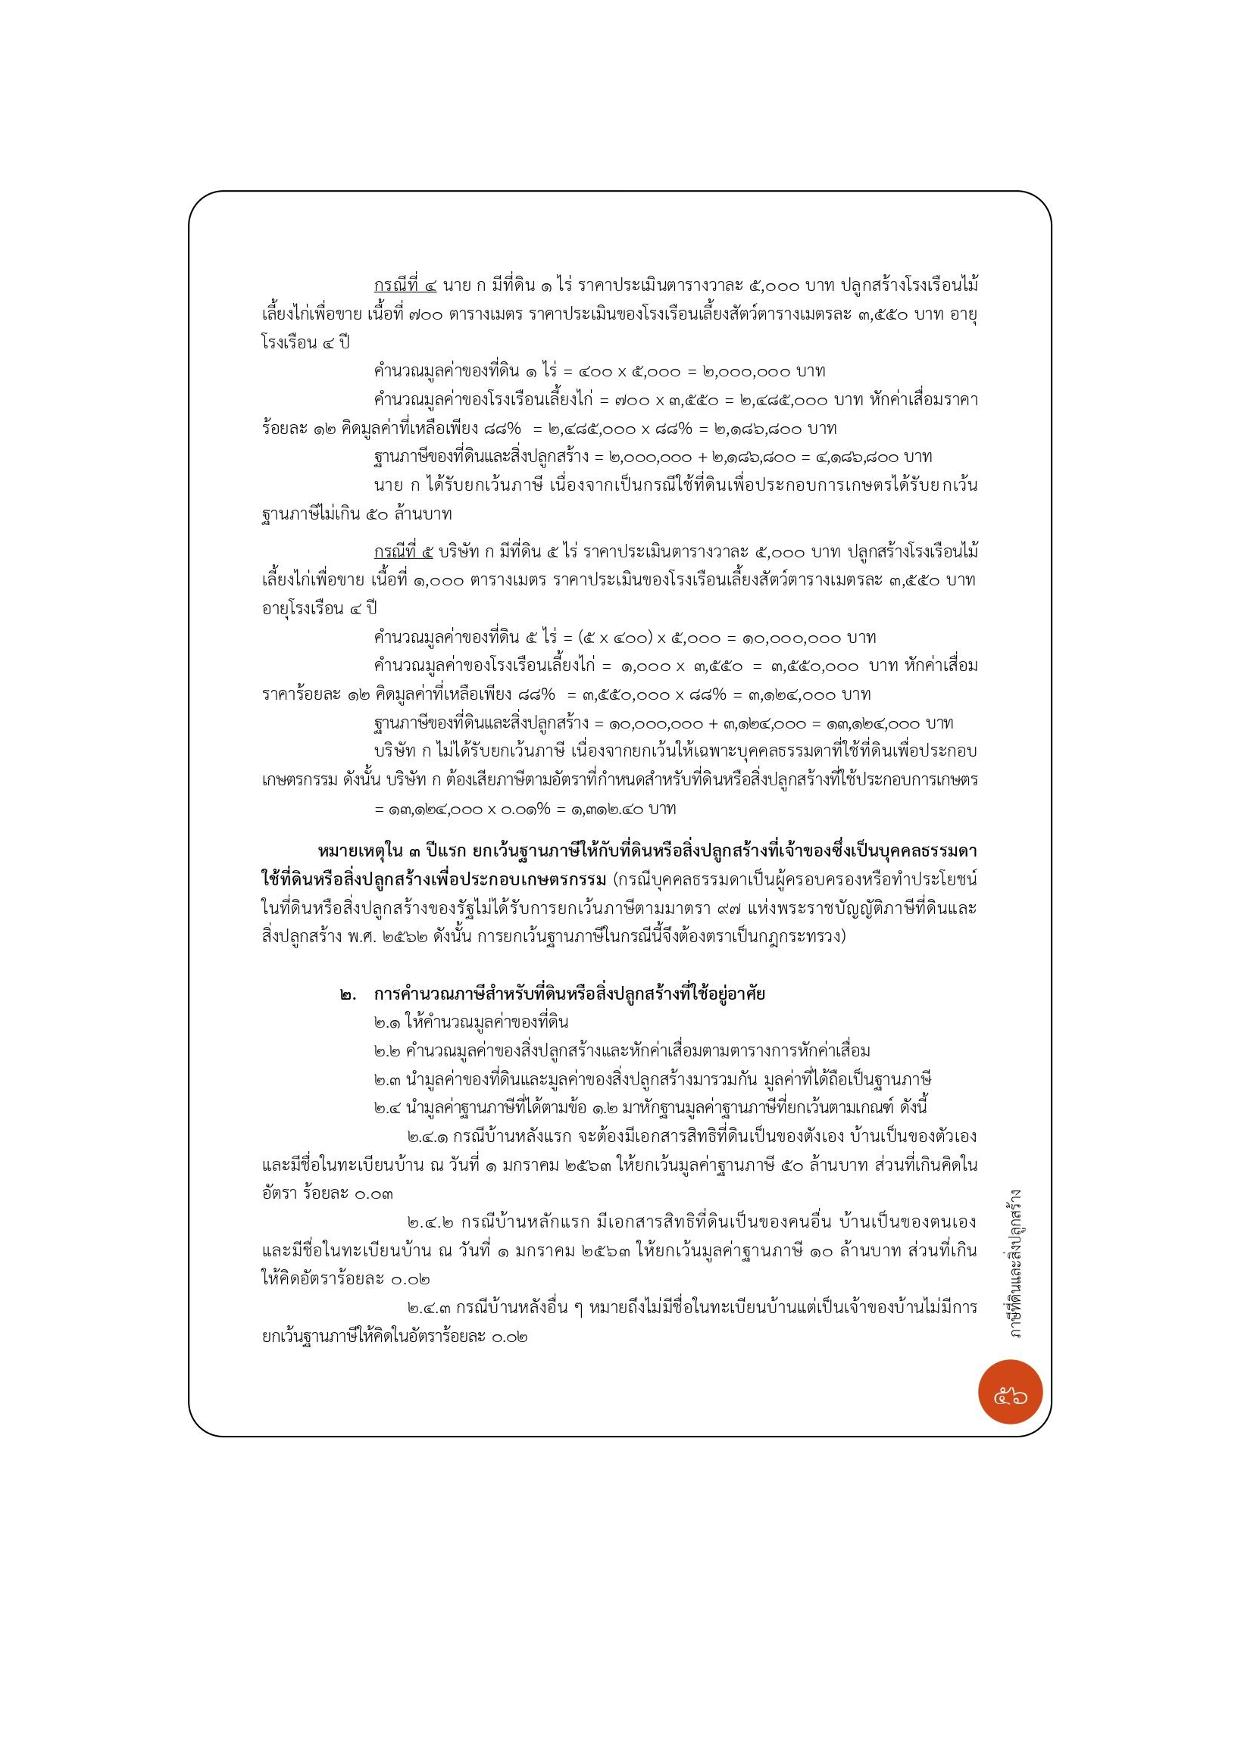 กรณีที่ ๔ นาย ก มีที่ดิน ๑ ไร่ ราคาประเมินตารางวาละ ๕,๐๐๐ บาท ปลูกสร้างโรงเรือนไม้
เลี้ยงไก่เพื่อขาย เนื้อที่ ๗๐๐ ตารางเมตร ราคาประเมินของโรงเรือนเลี้ยงสัตว์ตารางเมตรละ ๓,๕๕๐ บาท อายุ
โรงเรือน ๔ ปี
คำนวณมูลค่าของที่ดิน ๑ ไร่ = ๔๐๐ x ๕,๐๐๐ = ๒,๐๐๐,๐๐๐ บาท
คำนวณมูลค่าของโรงเรือนเลี้ยงไก่ = ๗๐๐ x ๓,๕๕๐ = ๒,๔๘๕,๐๐๐ บาท หักค่าเสื่อมราคา
ร้อยละ ๑๒ คิดมูลค่าที่เหลือเพียง ๘๘% = ๒,๔๘๕,๐๐๐ x ๘๘% = ๒,๑๘๖,๘๐๐ บาท
ฐานภาษีของที่ดินและสิ่งปลูกสร้าง = ๒,๐๐๐,๐๐๐ + ๒,๑๘๖,๘๐๐ = ๔,๑๘๖,๘๐๐ บาท
นาย ก ได้รับยกเว้นภาษี เนื่องจากเป็นกรณีใช้ที่ดินเพื่อประกอบการเกษตรได้รับยกเว้น
ฐานภาษีไม่เกิน ๕๐ ล้านบาท
กรณีที่ ๕ บริษัท ก มีที่ดิน ๕ ไร่ ราคาประเมินตารางวาละ ๕,๐๐๐ บาท ปลูกสร้างโรงเรือนไม้
เลี้ยงไก่เพื่อขาย เนื้อที่ ๑,๐๐๐ ตารางเมตร ราคาประเมินของโรงเรือนเลี้ยงสัตว์ตารางเมตรละ ๓,๕๕๐ บาท
อายุโรงเรือน ๔ ปี
คำนวณมูลค่าของที่ดิน ๕ ไร่ = (๕ x ๔๐๐) x ๕,๐๐๐ = ๑๐,๐๐๐,๐๐๐ บาท
คำนวณมูลค่าของโรงเรือนเลี้ยงไก่ = ๑,๐๐๐ x ๓,๕๕๐ = ๓,๕๕๐,๐๐๐ บาท หักค่าเสื่อม
ราคาร้อยละ ๑๒ คิดมูลค่าที่เหลือเพียง ๘๘% = ๓,๕๕๐,๐๐๐ x ๘๘% = ๓,๑๒๔,๐๐๐ บาท
ฐานภาษีของที่ดินและสิ่งปลูกสร้าง = ๑๐,๐๐๐,๐๐๐ + ๓,๑๒๔,๐๐๐ = ๑๓,๑๒๔,๐๐๐ บาท
บริษัท ก ไม่ได้รับยกเว้นภาษี เนื่องจากยกเว้นให้เฉพาะบุคคลธรรมดาที่ใช้ที่ดินเพื่อประกอบ
เกษตรกรรม ดังนั้น บริษัท ก ต้องเสียภาษีตามอัตราที่กำหนดสำหรับที่ดินหรือสิ่งปลูกสร้างที่ใช้ประกอบการเกษตร
= ๑๓,๑๒๔,๐๐๐ x ๐.๐๑% = ๑,๓๑๒.๔๐ บาท
หมายเหตุใน ๓ ปีแรก ยกเว้นฐานภาษีให้กับที่ดินหรือสิ่งปลูกสร้างที่เจ้าของซึ่งเป็นบุคคลธรรมดา
ใช้ที่ดินหรือสิ่งปลูกสร้างเพื่อประกอบเกษตรกรรม (กรณีบุคคลธรรมดาเป็นผู้ครอบครองหรือทำประโยชน์
ในที่ดินหรือสิ่งปลูกสร้างของรัฐไม่ได้รับการยกเว้นภาษีตามมาตรา ๙๗ แห่งพระราชบัญญัติภาษีที่ดินและ
สิ่งปลูกสร้าง พ.ศ. ๒๕๖๒ ดังนั้น การยกเว้นฐานภาษีในกรณีนี้จึงต้องตราเป็นกฎกระทรวง)
๒. การคำนวณภาษีสำหรับที่ดินหรือสิ่งปลูกสร้างที่ใช้อยู่อาศัย
๒.๑ ให้คำนวณมูลค่าของที่ดิน
๒.๒ คำนวณมูลค่าของสิ่งปลูกสร้างและหักค่าเสื่อมตามตารางการหักค่าเสื่อม
๒.๓ นำมูลค่าของที่ดินและมูลค่าของสิ่งปลูกสร้างมารวมกัน มูลค่าที่ได้ถือเป็นฐานภาษี
๒.๔ นำมูลค่าฐานภาษีที่ได้ตามข้อ ๑.๒ มาหักฐานมูลค่าฐานภาษีที่ยกเว้นตามเกณฑ์ ดังนี้
๒.๔.๑ กรณีบ้านหลังแรก จะต้องมีเอกสารสิทธิที่ดินเป็นของตังเอง บ้านเป็นของตัวเอง
และมีชื่อในทะเบียนบ้าน ณ วันที่ ๑ มกราคม ๒๕๖๓ ให้ยกเว้นมูลค่าฐานภาษี ๕๐ ล้านบาท ส่วนที่เกินคิดใน
อัตรา ร้อยละ ๐.๐๓
๒.๔.๒ กรณีบ้านหลักแรก มีเอกสารสิทธิที่ดินเป็นของคนอื่น บ้านเป็นของตนเอง
และมีชื่อในทะเบียนบ้าน ณ วันที่ ๑ มกราคม ๒๕๖๓ ให้ยกเว้นมูลค่าฐานภาษี ๑๐ ล้านบาท ส่วนที่เกิน
ให้คิดอัตราร้อยละ ๐.๐๒
๒.๔.๓ กรณีบ้านหลังอื่น ๆ หมายถึงไม่มีชื่อในทะเบียนบ้านแต่เป็นเจ้าของบ้านไม่มีการ
ยกเว้นฐานภาษีให้คิดในอัตราร้อยละ ๐.๐๒
ภาษีที่ดินและสิ่งปลูกสร้าง
๕๖